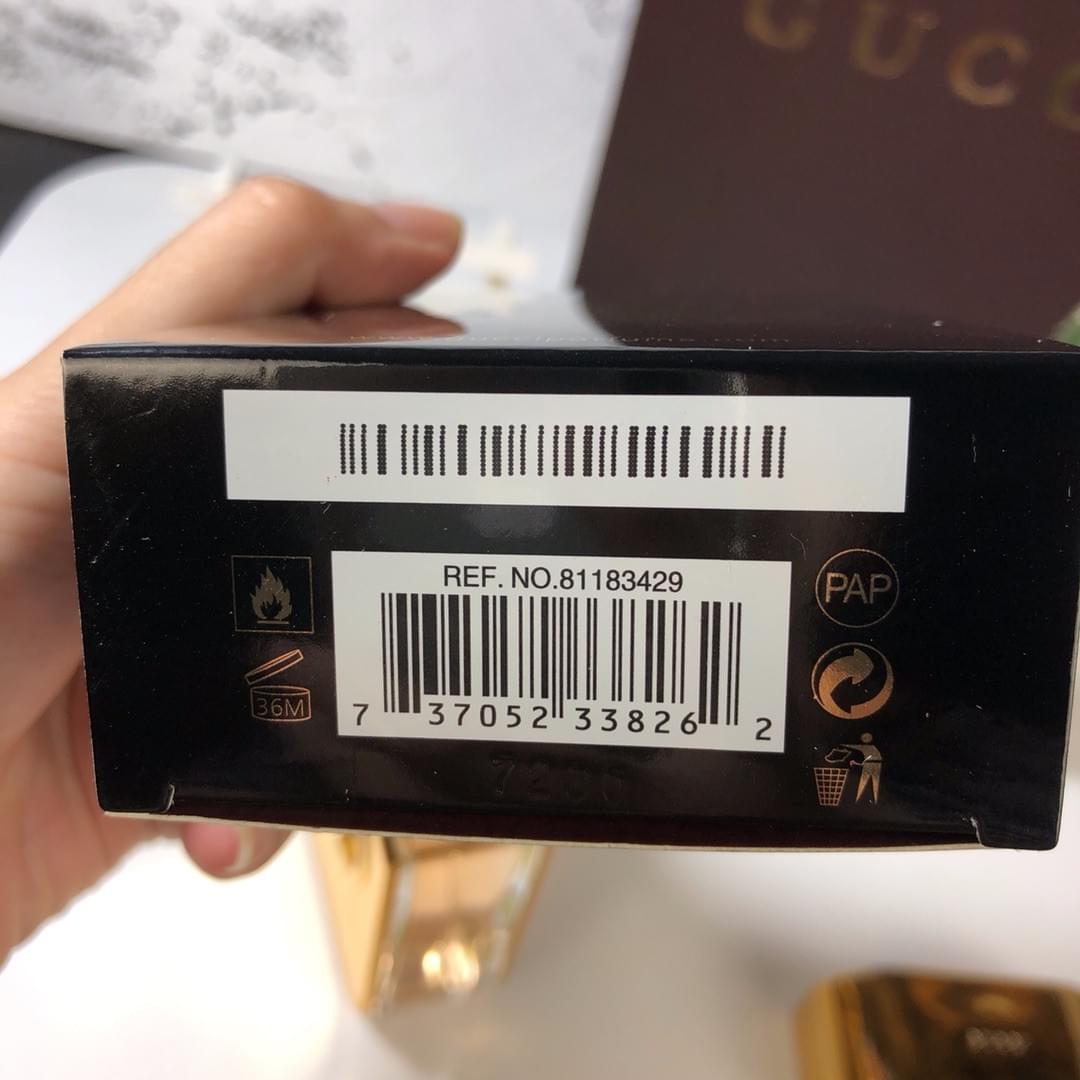 GUCC
REF. NO.81183429
PAP
36M
7 37052 33826 2